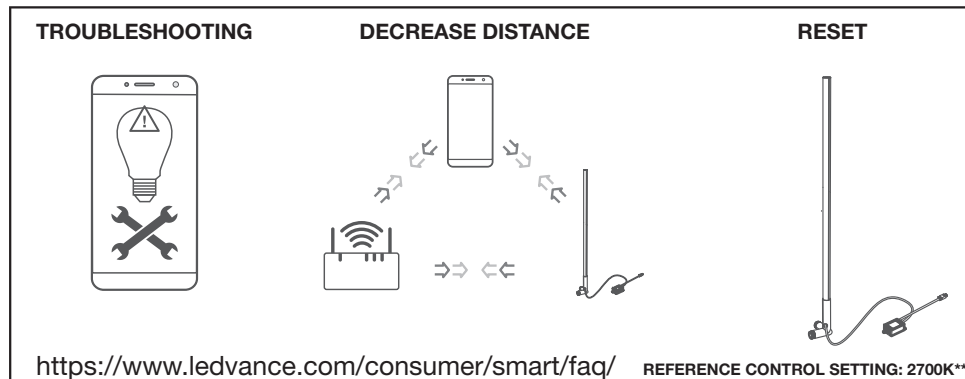 TROUBLESHOOTING
DECREASE DISTANCE
RESET
https://www.ledvance.com/consumer/smart/faq/
REFERENCE CONTROL SETTING: 2700K**